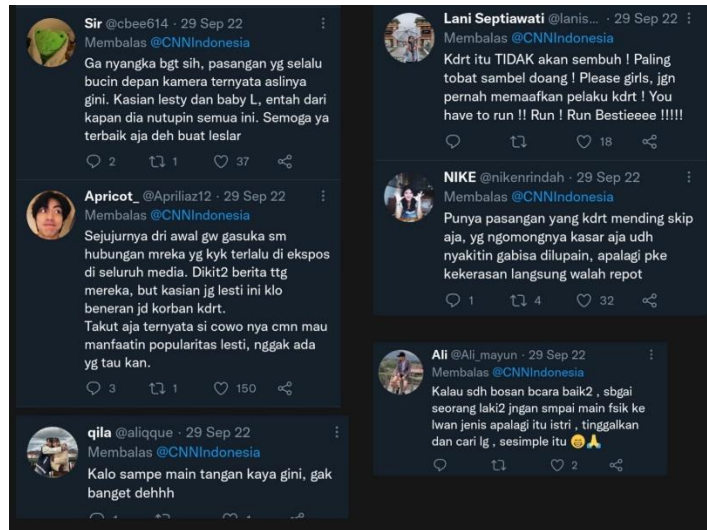 Sir @cbee614 · 29 Sep 22
Membalas @CNNIndonesia
Ga nyangka bgt sih, pasangan yg selalu
bucin depan kamera ternyata aslinya
gini. Kasian lesty dan baby L, entah dari
kapan dia nutupin semua ini. Semoga ya
terbaik aja deh buat leslar
2 1 37
Apricot_ @Apriliaz12 · 29 Sep 22
Membalas @CNNIndonesia
Sejujurnya dri awal gw gasuka sm
hubungan mreka yg kyk terlalu di ekspos
di seluruh media. Dikit2 berita ttg
mereka, but kasian jg lesti ini klo
beneran jd korban kdrt.
Takut aja ternyata si cowo nya cmn mau
manfaatin popularitas lesti, nggak ada
yg tau kan.
3 1 150
qila @aliqque · 29 Sep 22
Membalas @CNNIndonesia
Kalo sampe main tangan kaya gini, gak
banget dehhh
Lani Septiawati @lanis... · 29 Sep 22
Membalas @CNNIndonesia
Kdrt itu TIDAK akan sembuh ! Paling
tobat sambel doang ! Please girls, jgn
pernah memaafkan pelaku kdrt ! You
have to run !! Run ! Run Bestieeee !!!!!
18
NIKE @nikenrindah · 29 Sep 22
Membalas @CNNIndonesia
Punya pasangan yang kdrt mending skip
aja, yg ngomongnya kasar aja udh
nyakitin gabisa dilupain, apalagi pke
kekerasan langsung walah repot
1 4 32
Ali @Ali_mayun · 29 Sep 22
Membalas @CNNIndonesia
Kalau sdh bosan bcara baik2 , sbgai
seorang laki2 jngan smpai main fsik ke
lwan jenis apalagi itu istri , tinggalkan
dan cari lg , sesimple itu 😁🙏
2